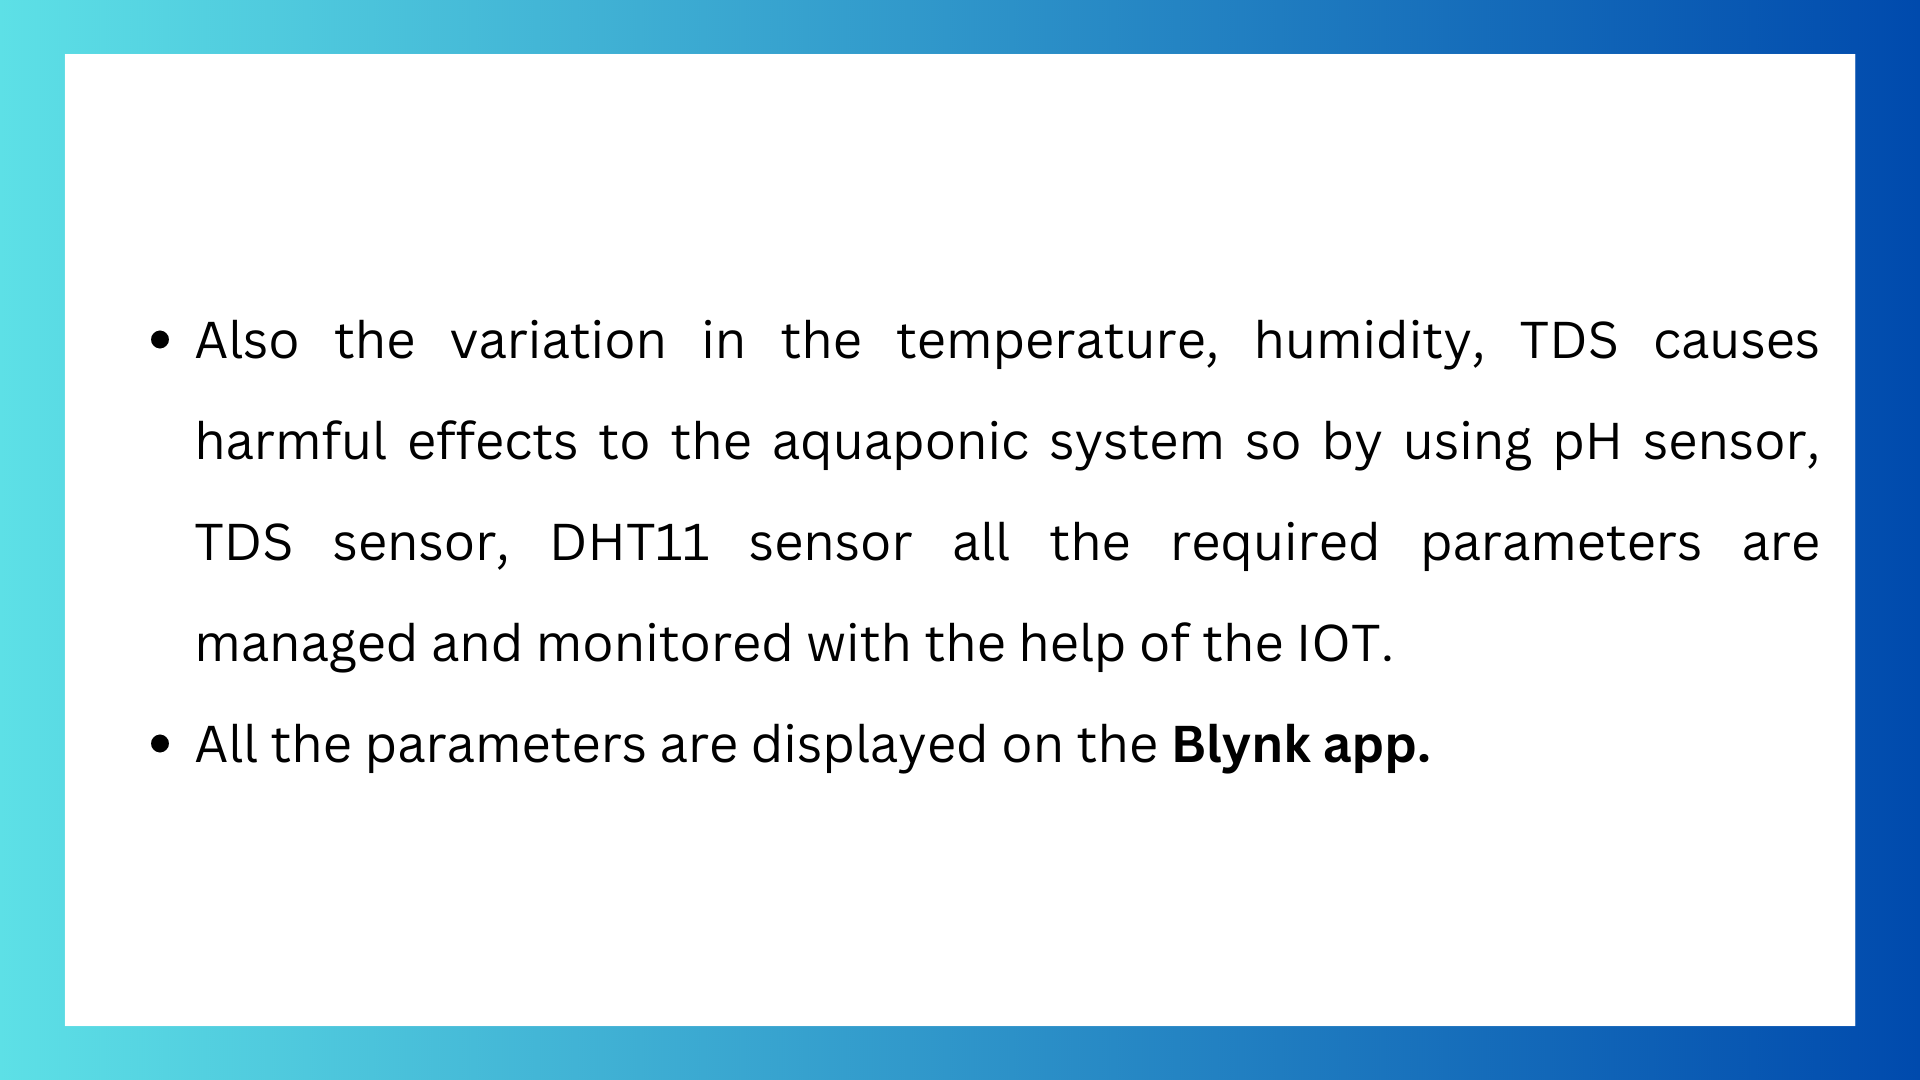 • Also the variation in the temperature, humidity, TDS causes
harmful effects to the aquaponic system so by using pH sensor,
TDS sensor, DHT11 sensor all the required parameters are
managed and monitored with the help of the IOT.
• All the parameters are displayed on the Blynk app.